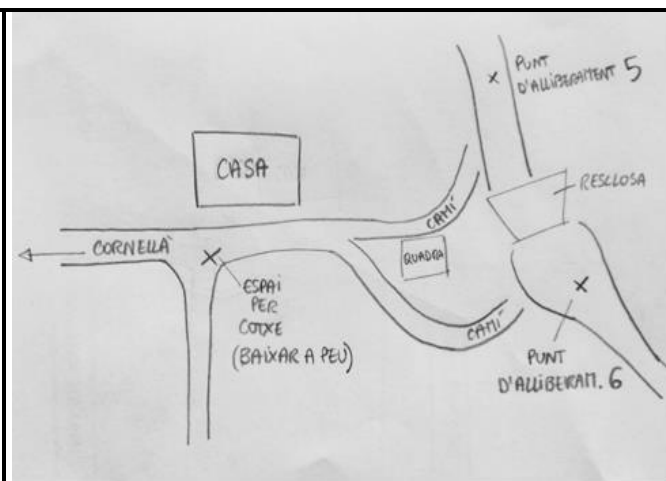 PUNT
D'ALLIBERAMENT 5
CASA
RESCLOSA
CAMÍ
CORNELLÀ
QUADRA
ESPAI
PER
COTXE
(BAIXAR A PEU)
CAMÍ
PUNT
D'ALLIBERAM. 6